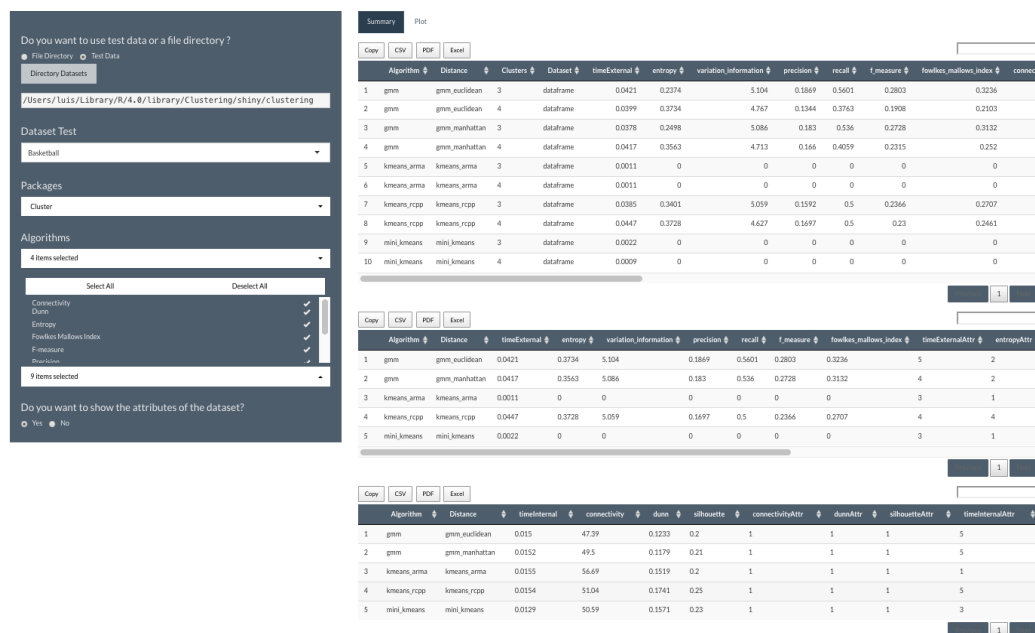 Do you want to use test data or a file directory ?
File Directory Test Data
Directory Datasets
/Users/luis/Library/R/4.0/library/Clustering/shiny/clustering
Dataset Test
Basketball
Packages
Cluster
Algorithms
4 items selected
Select All Deselect All
Connectivity
Dunn
Entropy
Fowlkes Mallows Index
F-measure
Precision
9 items selected
Do you want to show the attributes of the dataset?
Yes No
Summary Plot
Copy CSV PDF Excel
Algorithm Distance Clusters Dataset timeExternal entropy variation_information precision recall f_measure fowlkes_mallows_index connec
1 gmm gmm_euclidean 3 dataframe 0.0421 0.2374 5.104 0.1869 0.5601 0.2803 0.3236
2 gmm gmm_euclidean 4 dataframe 0.0399 0.3734 4.767 0.1344 0.3763 0.1908 0.2103
3 gmm gmm_manhattan 3 dataframe 0.0378 0.2498 5.086 0.183 0.536 0.2728 0.3132
4 gmm gmm_manhattan 4 dataframe 0.0417 0.3563 4.713 0.166 0.4059 0.2315 0.252
5 kmeans_arma kmeans_arma 3 dataframe 0.0011 0 0 0 0 0 0
6 kmeans_arma kmeans_arma 4 dataframe 0.0011 0 0 0 0 0 0
7 kmeans_rcpp kmeans_rcpp 3 dataframe 0.0385 0.3401 5.059 0.1592 0.5 0.2366 0.2707
8 kmeans_rcpp kmeans_rcpp 4 dataframe 0.0447 0.3728 4.627 0.1697 0.5 0.23 0.2461
9 mini_kmeans mini_kmeans 3 dataframe 0.0022 0 0 0 0 0 0
10 mini_kmeans mini_kmeans 4 dataframe 0.0009 0 0 0 0 0 0
1
Copy CSV PDF Excel
Algorithm Distance timeExternal entropy variation_information precision recall f_measure fowlkes_mallows_index timeExternalAttr entropyAttr
1 gmm gmm_euclidean 0.0421 0.3734 5.104 0.1869 0.5601 0.2803 0.3236 5 2
2 gmm gmm_manhattan 0.0417 0.3563 5.086 0.183 0.536 0.2728 0.3132 4 2
3 kmeans_arma kmeans_arma 0.0011 0 0 0 0 0 0 3 1
4 kmeans_rcpp kmeans_rcpp 0.0447 0.3728 5.059 0.1697 0.5 0.2366 0.2707 4 4
5 mini_kmeans mini_kmeans 0.0022 0 0 0 0 0 0 3 1
1
Copy CSV PDF Excel
Algorithm Distance timeInternal connectivity dunn silhouette connectivityAttr dunnAttr silhouetteAttr timeInternalAttr
1 gmm gmm_euclidean 0.015 47.39 0.1233 0.2 1 1 1 5
2 gmm gmm_manhattan 0.0152 49.5 0.1179 0.21 1 1 1 5
3 kmeans_arma kmeans_arma 0.0155 56.69 0.1519 0.2 1 1 1 1
4 kmeans_rcpp kmeans_rcpp 0.0154 51.04 0.1741 0.25 1 1 1 5
5 mini_kmeans mini_kmeans 0.0129 50.59 0.1571 0.23 1 1 1 3
1